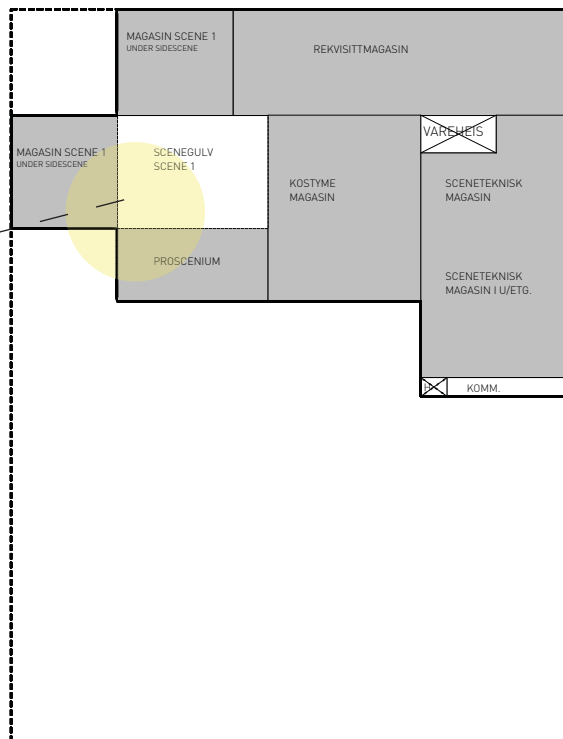 MAGASIN SCENE 1
UNDER SIDESCENE
REKVISITTMAGASIN
VAREHEIS
MAGASIN SCENE 1
UNDER SIDESCENE
SCENEGULV
SCENE 1
KOSTYME
MAGASIN
SCENETEKNISK
MAGASIN
PROSCENIUM
SCENETEKNISK
MAGASIN I U/ETG.
KOMM.